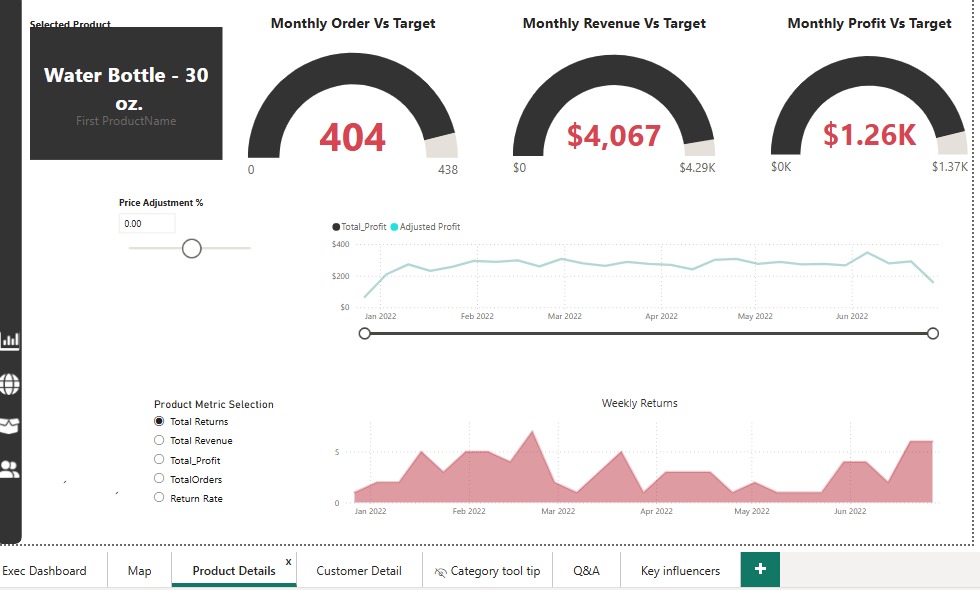 Selected Product
Water Bottle - 30
oz.
First ProductName
Monthly Order Vs Target
404
0
438
Monthly Revenue Vs Target
$4,067
$0
$4.29K
Monthly Profit Vs Target
$1.26K
$0K
$1.37K
Price Adjustment %
0.00
Total_Profit
Adjusted Profit
$400
$200
$0
Jan 2022
Feb 2022
Mar 2022
Apr 2022
May 2022
Jun 2022
Product Metric Selection
Total Returns
Total Revenue
Total_Profit
TotalOrders
Return Rate
Weekly Returns
5
0
Jan 2022
Feb 2022
Mar 2022
Apr 2022
May 2022
Jun 2022
Exec Dashboard
Map
Product Details
x
Customer Detail
Category tool tip
Q&A
Key influencers
+